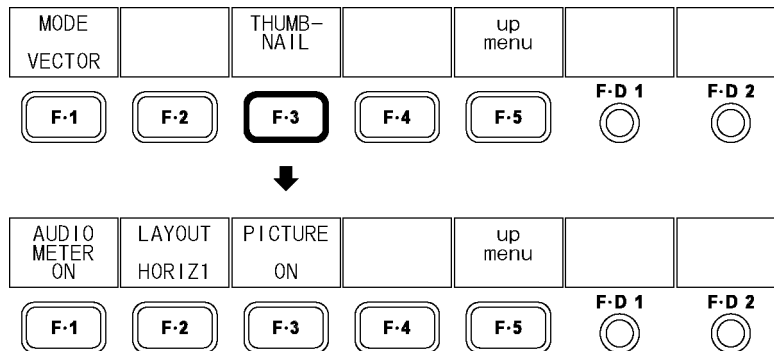 MODE
VECTOR
THUMB-
NAIL
up
menu
F·1
F·2
F·3
F·4
F·5
F·D 1
F·D 2
AUDIO
METER
ON
LAYOUT
HORIZ1
PICTURE
ON
up
menu
F·1
F·2
F·3
F·4
F·5
F·D 1
F·D 2